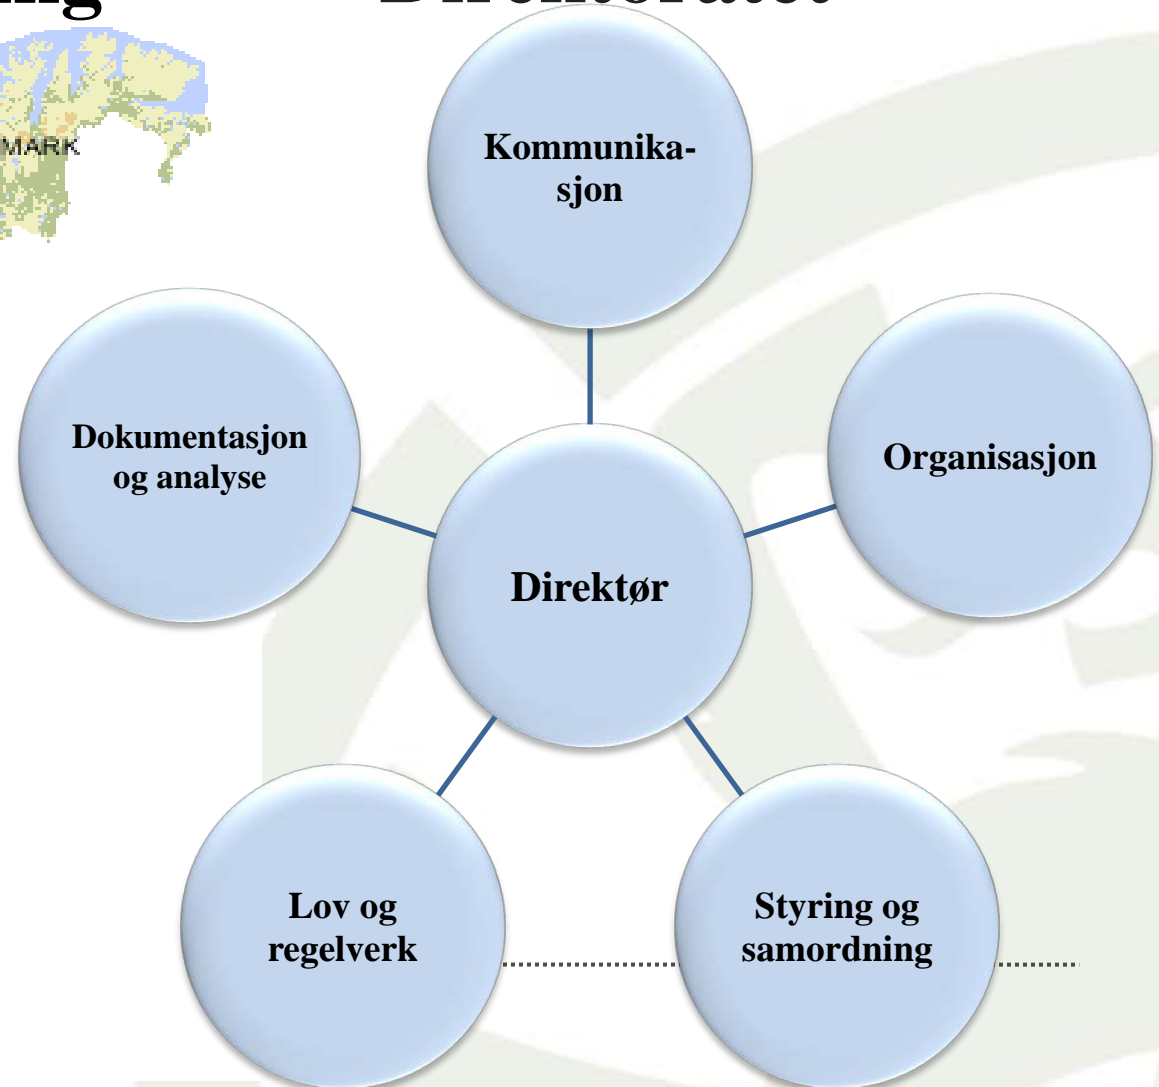 Kommunika-
sjon
Dokumentasjon
og analyse
Organisasjon
Direktør
Lov og
regelverk
Styring og
samordning
MARK